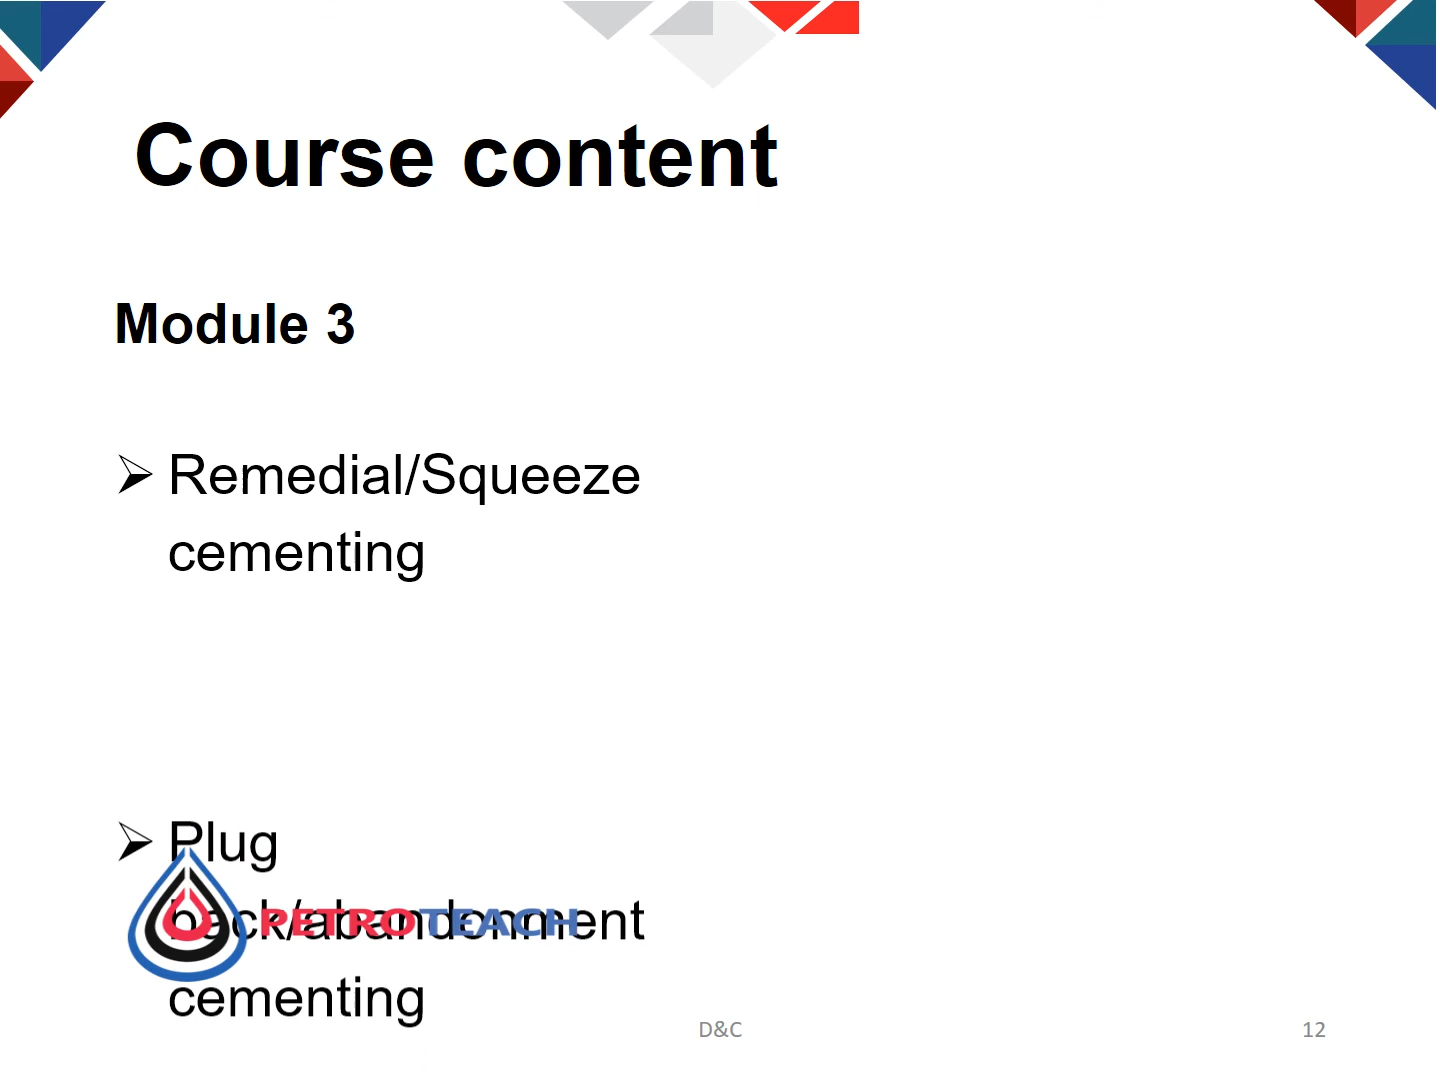 Course content
Module 3
➢ Remedial/Squeeze
cementing
➢ Plug
back/abandonment
PETROTEACH
cementing
D&C
12